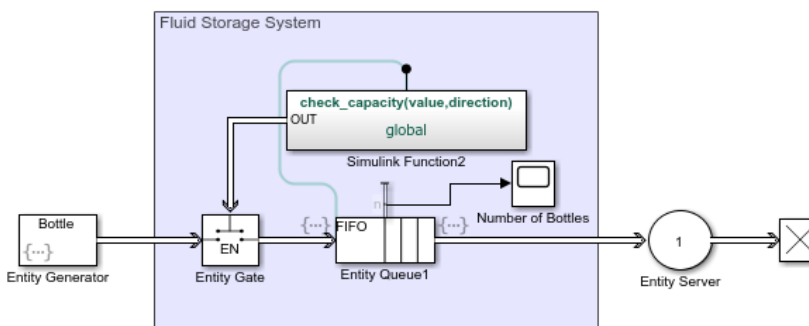 Fluid Storage System
check_capacity(value,direction)
OUT
global
Simulink Function2
n
Number of Bottles
Bottle
{...}
Entity Generator
EN
Entity Gate
{...}
FIFO
{...}
Entity Queue1
1
Entity Server